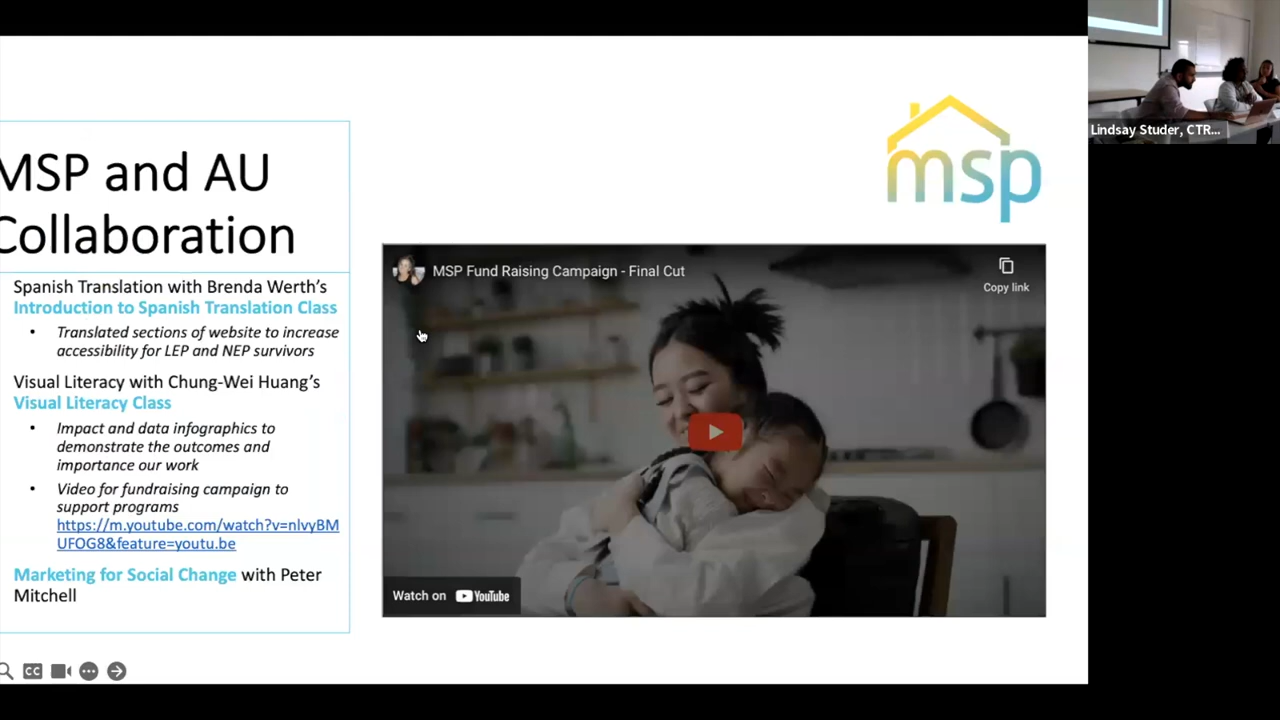 MSP and AU
Collaboration
Spanish Translation with Brenda Werth's
Introduction to Spanish Translation Class
• Translated sections of website to increase
accessibility for LEP and NEP survivors
Visual Literacy with Chung-Wei Huang's
Visual Literacy Class
• Impact and data infographics to
demonstrate the outcomes and
importance our work
• Video for fundraising campaign to
support programs
https://m.youtube.com/watch?v=nlvyBM
UFOG8&feature=youtu.be
Marketing for Social Change with Peter
Mitchell
msp
MSP Fund Raising Campaign - Final Cut
Copy link
Watch on YouTube
CC
Lindsay Studer, CTR...